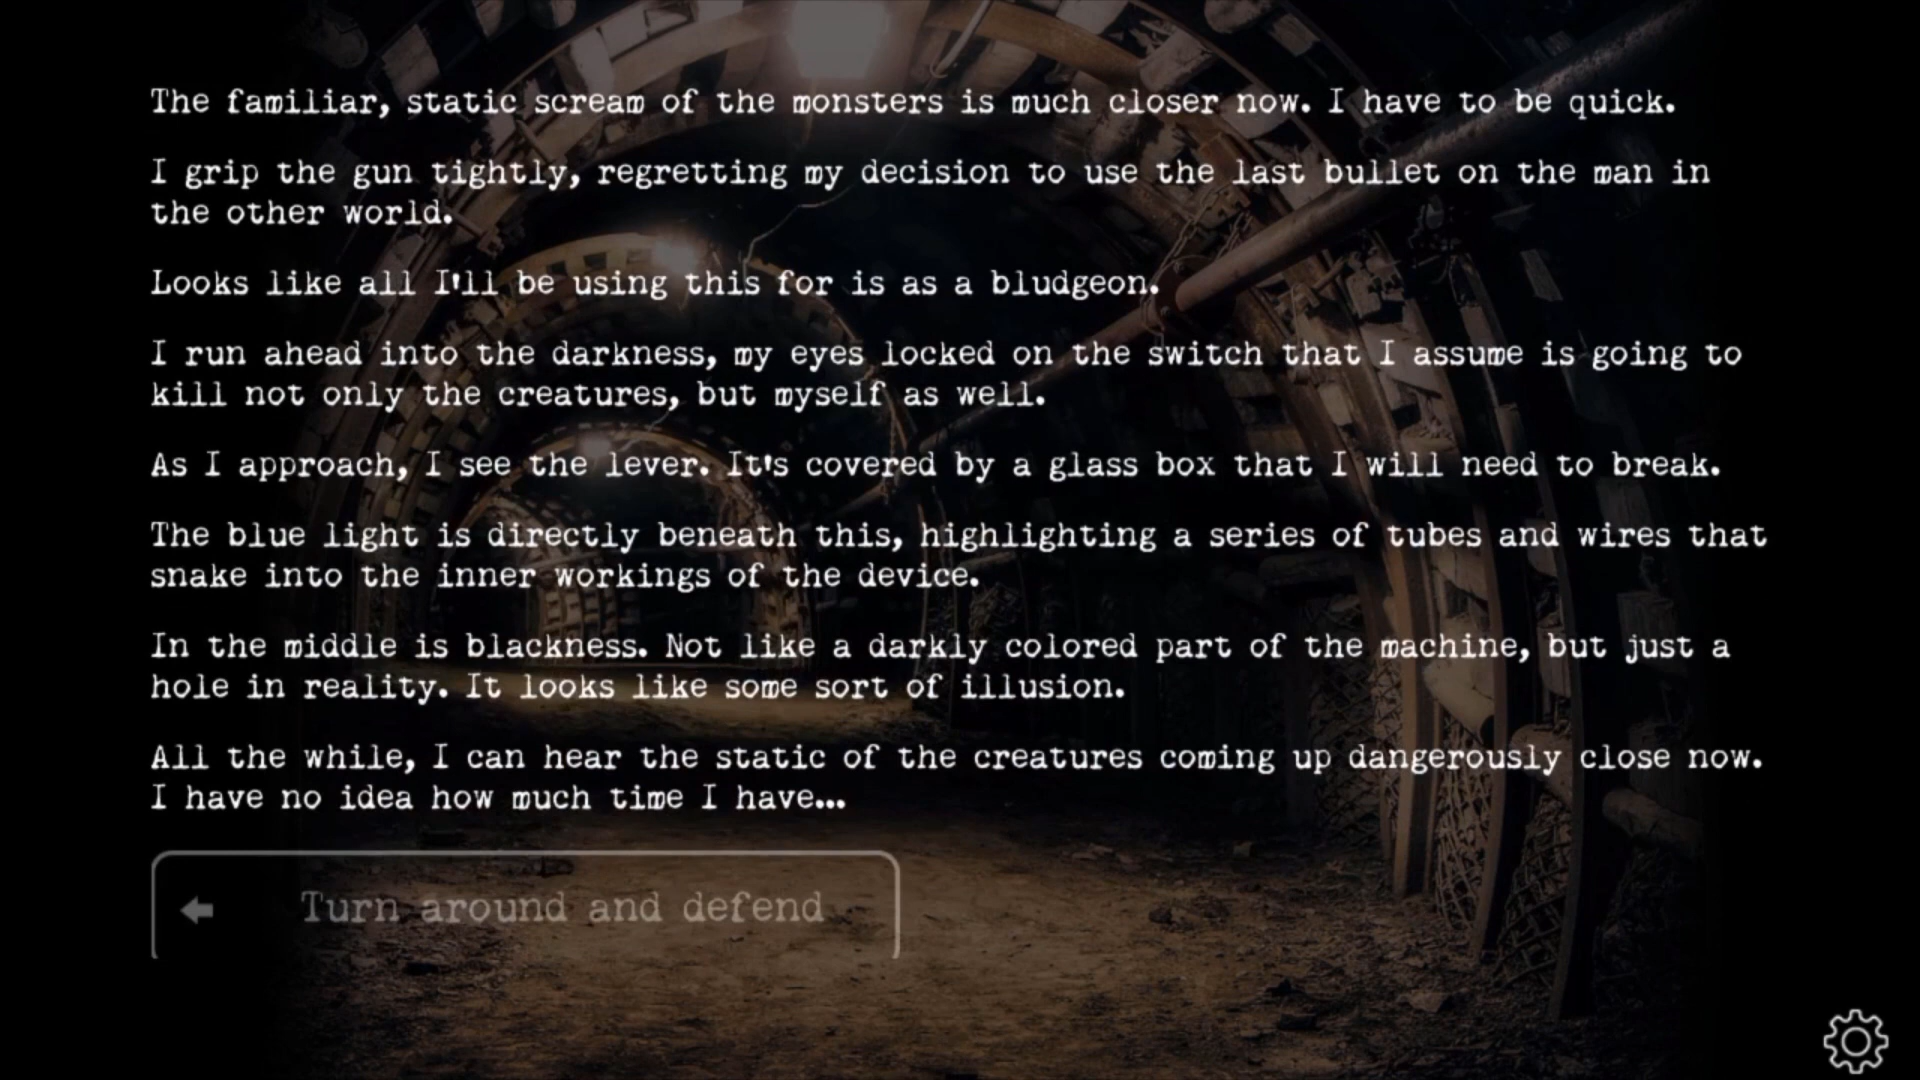 The familiar, static scream of the monsters is much closer now. I have to be quick.
I grip the gun tightly, regretting my decision to use the last bullet on the man in
the other world.
Looks like all I'll be using this for is as a bludgeon.
I run ahead into the darkness, my eyes locked on the switch that I assume is going to
kill not only the creatures, but myself as well.
As I approach, I see the lever. It's covered by a glass box that I will need to break.
The blue light is directly beneath this, highlighting a series of tubes and wires that
snake into the inner workings of the device.
In the middle is blackness. Not like a darkly colored part of the machine, but just a
hole in reality. It looks like some sort of illusion.
All the while, I can hear the static of the creatures coming up dangerously close now.
I have no idea how much time I have...
Turn around and defend